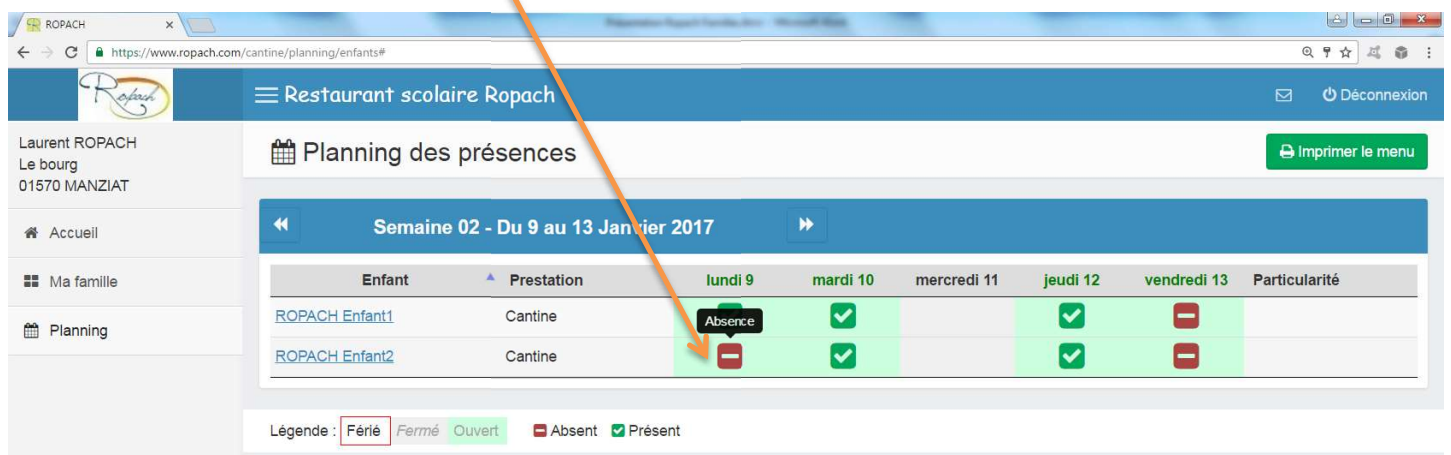 ROPACH
https://www.ropach.com/cantine/planning/enfants#
Ropach
Restaurant scolaire Ropach
Déconnexion
Laurent ROPACH
Le bourg
01570 MANZIAT
Planning des présences
Imprimer le menu
Accueil
Ma famille
Planning
Semaine 02 - Du 9 au 13 Janvier 2017
Enfant Prestation lundi 9 mardi 10 mercredi 11 jeudi 12 vendredi 13 Particularité
ROPACH Enfant1 Cantine
Absence
ROPACH Enfant2 Cantine
Légende : Férié Fermé Ouvert Absent Présent